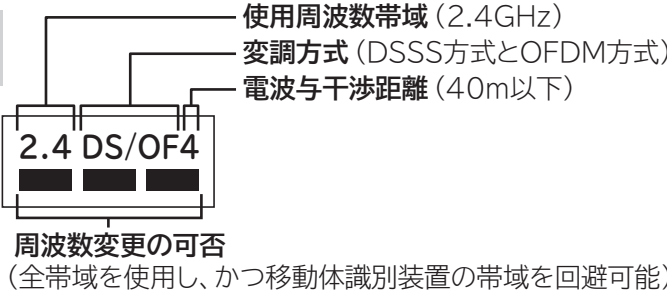 使用周波数帯域（2.4GHz）
変調方式（DSSS方式とOFDM方式）
電波与干渉距離（40m以下）
2.4 DS/OF4
周波数変更の可否
（全帯域を使用し、かつ移動体識別装置の帯域を回避可能）